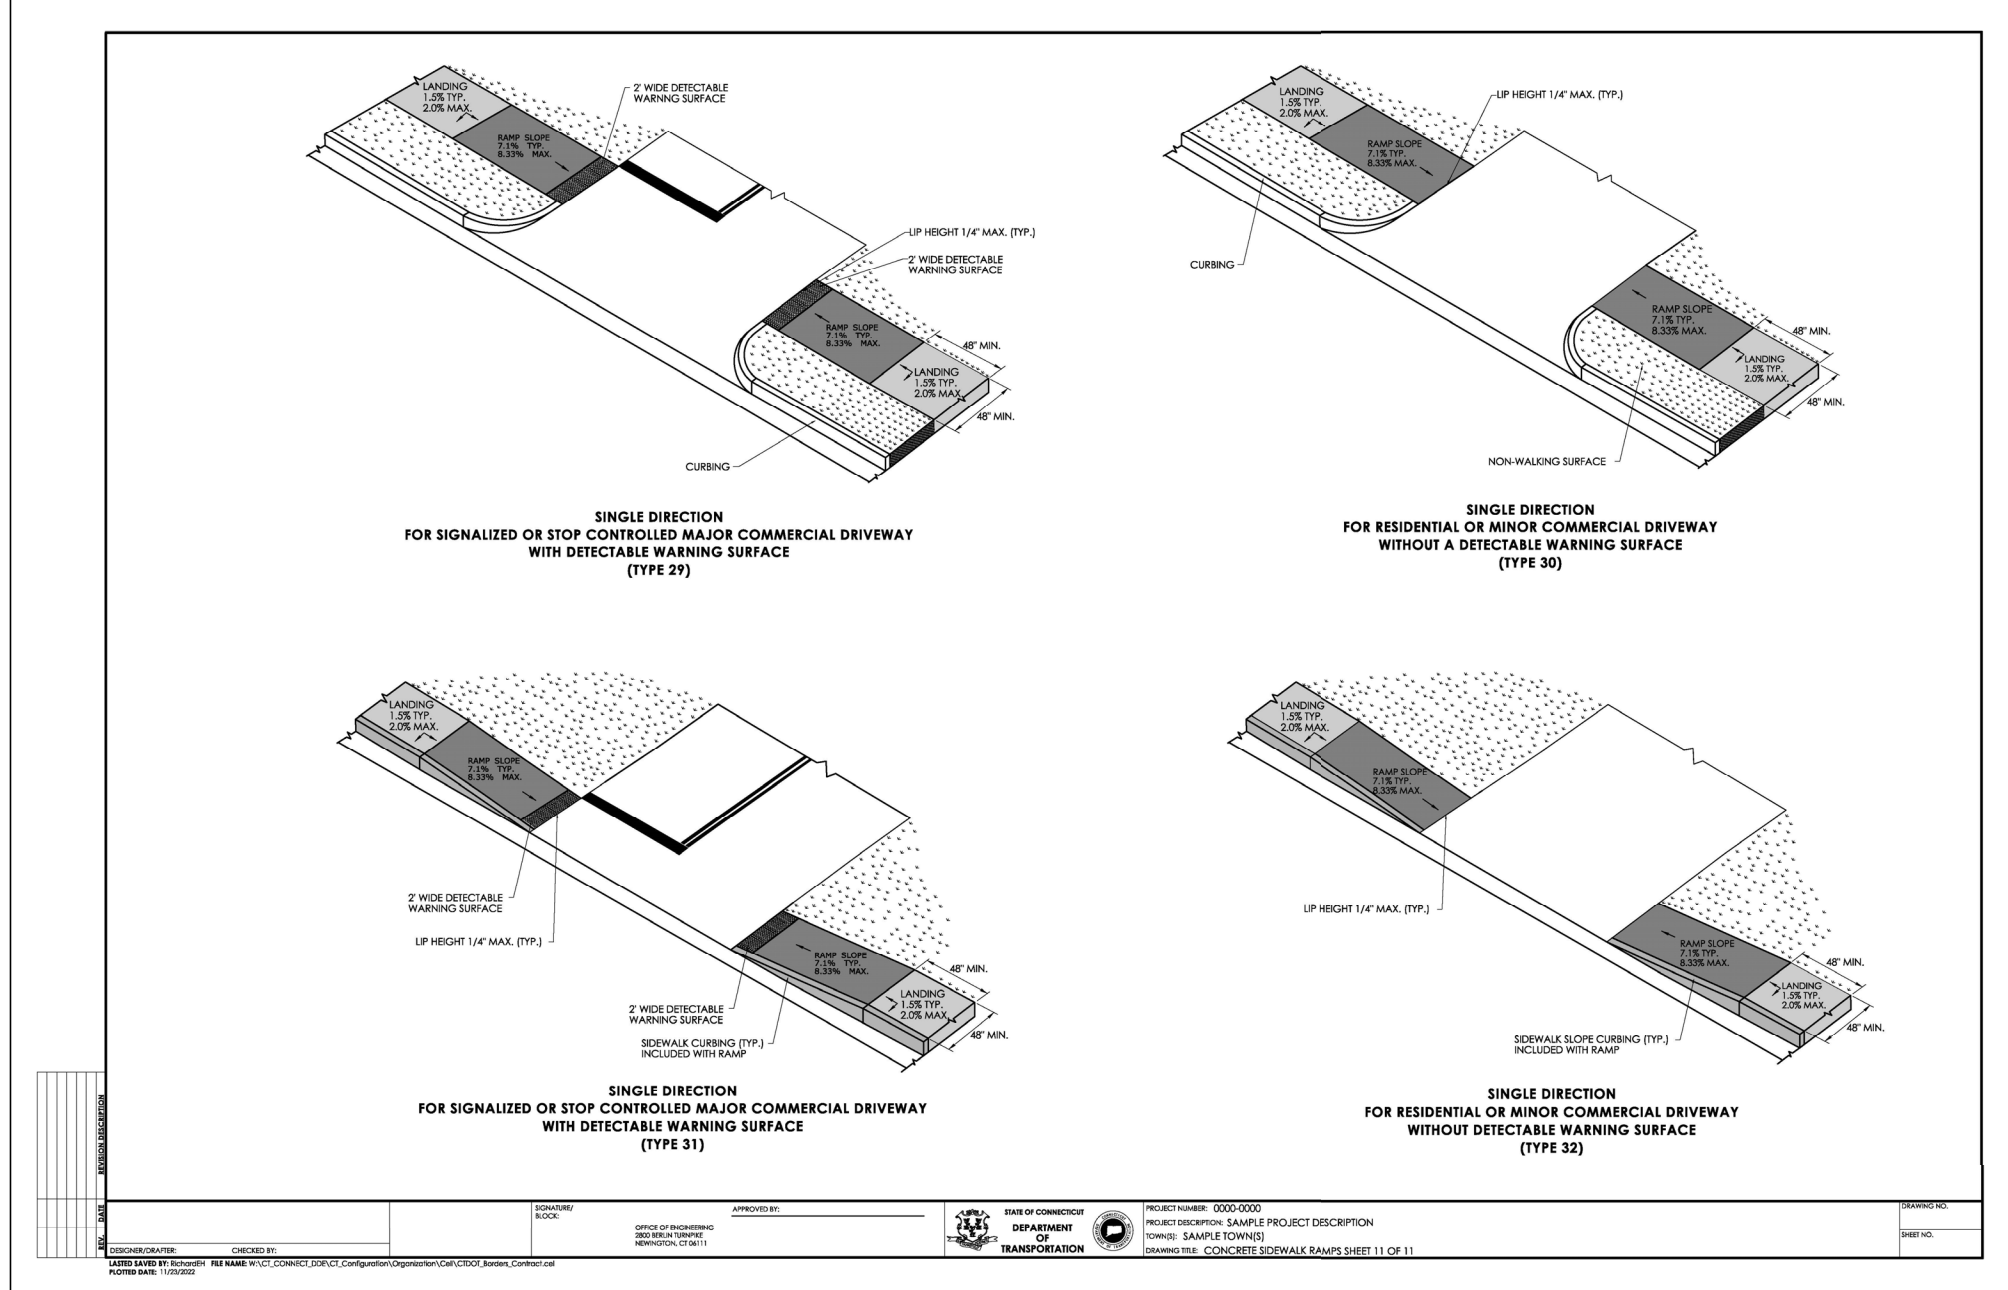 LANDING
1.5% TYP.
2.0% MAX.
RAMP SLOPE
7.1% TYP.
8.33% MAX.
2' WIDE DETECTABLE
WARNNG SURFACE
LIP HEIGHT 1/4" MAX. (TYP.)
2' WIDE DETECTABLE
WARNING SURFACE
RAMP SLOPE
7.1% TYP.
8.33% MAX.
48" MIN.
LANDING
1.5% TYP.
2.0% MAX.
48" MIN.
CURBING
SINGLE DIRECTION
FOR SIGNALIZED OR STOP CONTROLLED MAJOR COMMERCIAL DRIVEWAY
WITH DETECTABLE WARNING SURFACE
(TYPE 29)
LANDING
1.5% TYP.
2.0% MAX.
RAMP SLOPE
7.1% TYP.
8.33% MAX.
LIP HEIGHT 1/4" MAX. (TYP.)
CURBING
RAMP SLOPE
7.1% TYP.
8.33% MAX.
48" MIN.
LANDING
1.5% TYP.
2.0% MAX.
48" MIN.
NON-WALKING SURFACE
SINGLE DIRECTION
FOR RESIDENTIAL OR MINOR COMMERCIAL DRIVEWAY
WITHOUT A DETECTABLE WARNING SURFACE
(TYPE 30)
LANDING
1.5% TYP.
2.0% MAX.
RAMP SLOPE
7.1% TYP.
8.33% MAX.
2' WIDE DETECTABLE
WARNING SURFACE
LIP HEIGHT 1/4" MAX. (TYP.)
RAMP SLOPE
7.1% TYP.
8.33% MAX.
48" MIN.
LANDING
1.5% TYP.
2.0% MAX.
48" MIN.
2' WIDE DETECTABLE
WARNING SURFACE
SIDEWALK CURBING (TYP.)
INCLUDED WITH RAMP
SINGLE DIRECTION
FOR SIGNALIZED OR STOP CONTROLLED MAJOR COMMERCIAL DRIVEWAY
WITH DETECTABLE WARNING SURFACE
(TYPE 31)
LANDING
1.5% TYP.
2.0% MAX.
RAMP SLOPE
7.1% TYP.
8.33% MAX.
LIP HEIGHT 1/4" MAX. (TYP.)
RAMP SLOPE
7.1% TYP.
8.33% MAX.
48" MIN.
LANDING
1.5% TYP.
2.0% MAX.
48" MIN.
SIDEWALK SLOPE CURBING (TYP.)
INCLUDED WITH RAMP
SINGLE DIRECTION
FOR RESIDENTIAL OR MINOR COMMERCIAL DRIVEWAY
WITHOUT DETECTABLE WARNING SURFACE
(TYPE 32)
REV. DATE REVISION DESCRIPTION
DESIGNER/DRAFTER: CHECKED BY:
SIGNATURE/
BLOCK:
OFFICE OF ENGINEERING
2800 BERLIN TURNPIKE
NEWINGTON, CT 06111
APPROVED BY:
STATE OF CONNECTICUT
DEPARTMENT
OF
TRANSPORTATION
PROJECT NUMBER: 0000-0000
PROJECT DESCRIPTION: SAMPLE PROJECT DESCRIPTION
TOWN(S): SAMPLE TOWN(S)
DRAWING TITLE: CONCRETE SIDEWALK RAMPS SHEET 11 OF 11
DRAWING NO.
SHEET NO.
LASTED SAVED BY: RichardEH FILE NAME: W:\CT_CONNECT_DDE\CT_Configuration\Organization\Cell\CTDOT_Borders_Contract.cel
PLOTTED DATE: 11/23/2022